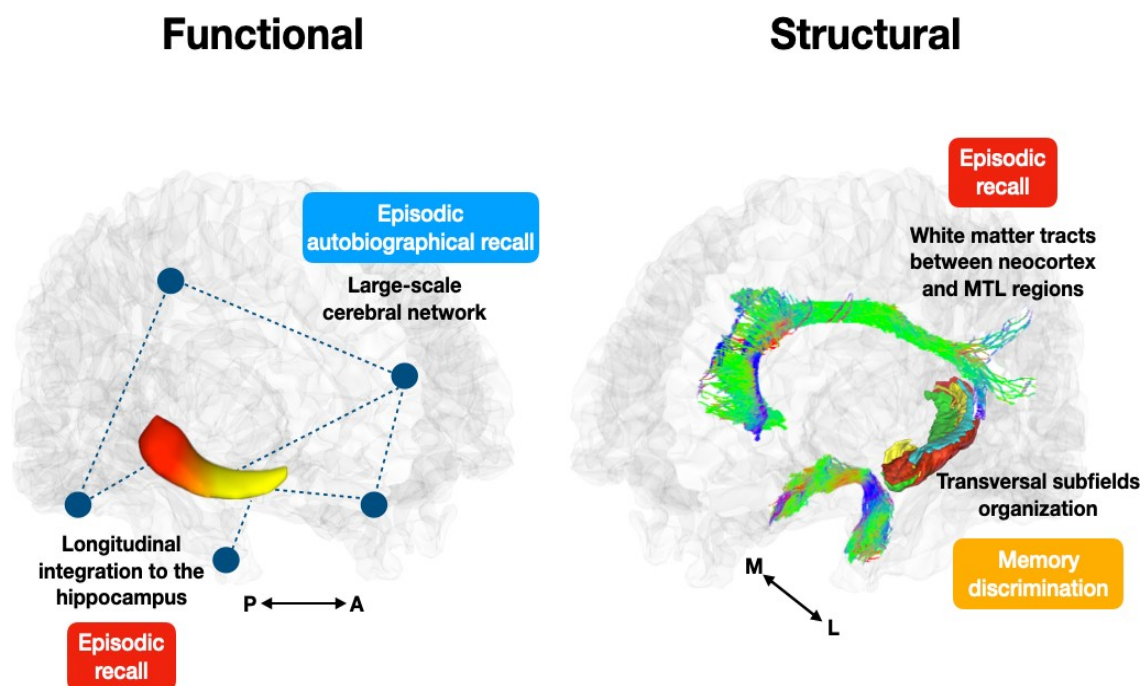 Functional
Episodic
autobiographical recall
Large-scale
cerebral network
Longitudinal
integration to the
hippocampus
P
A
Episodic
recall
Structural
Episodic
recall
White matter tracts
between neocortex
and MTL regions
Transversal subfields
organization
Memory
discrimination
M
L